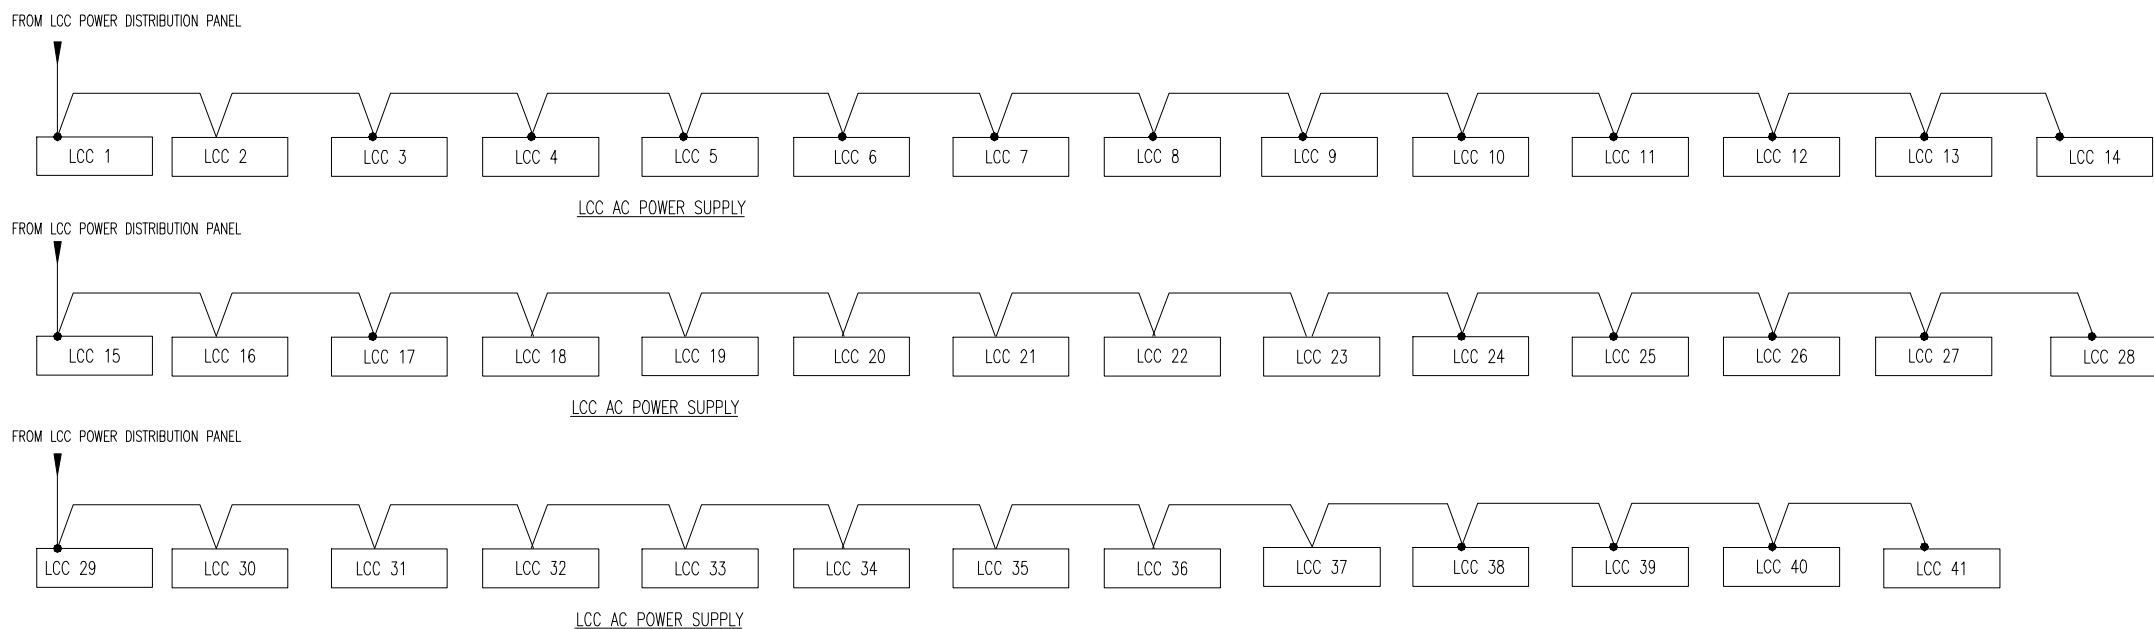 FROM LCC POWER DISTRIBUTION PANEL
LCC 1 LCC 2 LCC 3 LCC 4 LCC 5 LCC 6 LCC 7 LCC 8 LCC 9 LCC 10 LCC 11 LCC 12 LCC 13 LCC 14
LCC AC POWER SUPPLY
FROM LCC POWER DISTRIBUTION PANEL
LCC 15 LCC 16 LCC 17 LCC 18 LCC 19 LCC 20 LCC 21 LCC 22 LCC 23 LCC 24 LCC 25 LCC 26 LCC 27 LCC 28
LCC AC POWER SUPPLY
FROM LCC POWER DISTRIBUTION PANEL
LCC 29 LCC 30 LCC 31 LCC 32 LCC 33 LCC 34 LCC 35 LCC 36 LCC 37 LCC 38 LCC 39 LCC 40 LCC 41
LCC AC POWER SUPPLY